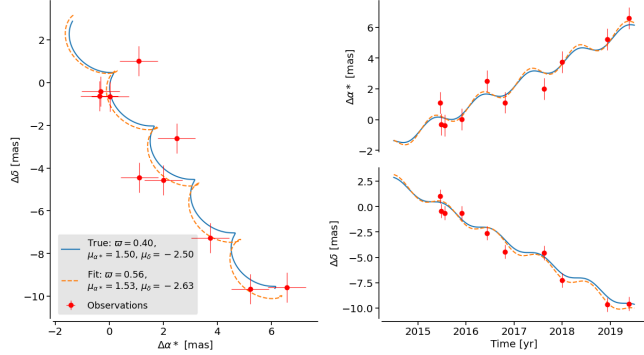 2
0
−2
−4
−6
−8
−10
Δδ [mas]
True: ϖ = 0.40,
μα* = 1.50, μδ = −2.50
Fit: ϖ = 0.56,
μα* = 1.53, μδ = −2.63
Observations
−2
0
2
4
6
Δα* [mas]
6
4
2
0
−2
Δα* [mas]
2.5
0.0
−2.5
−5.0
−7.5
−10.0
Δδ [mas]
2015
2016
2017
2018
2019
Time [yr]